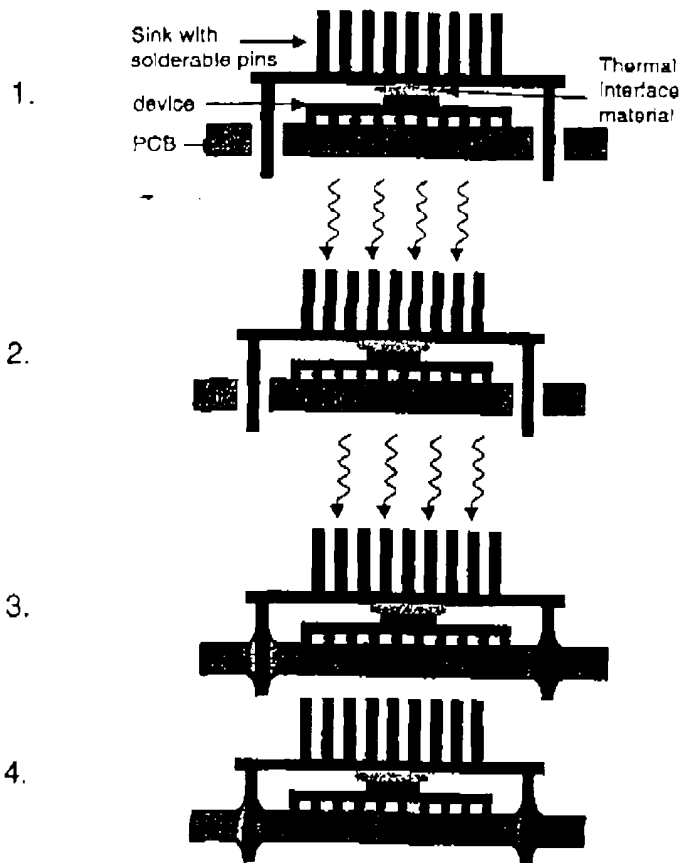 Sink with
solderable pins
Thermal
interface
material
1.
device
PCB
2.
3.
4.